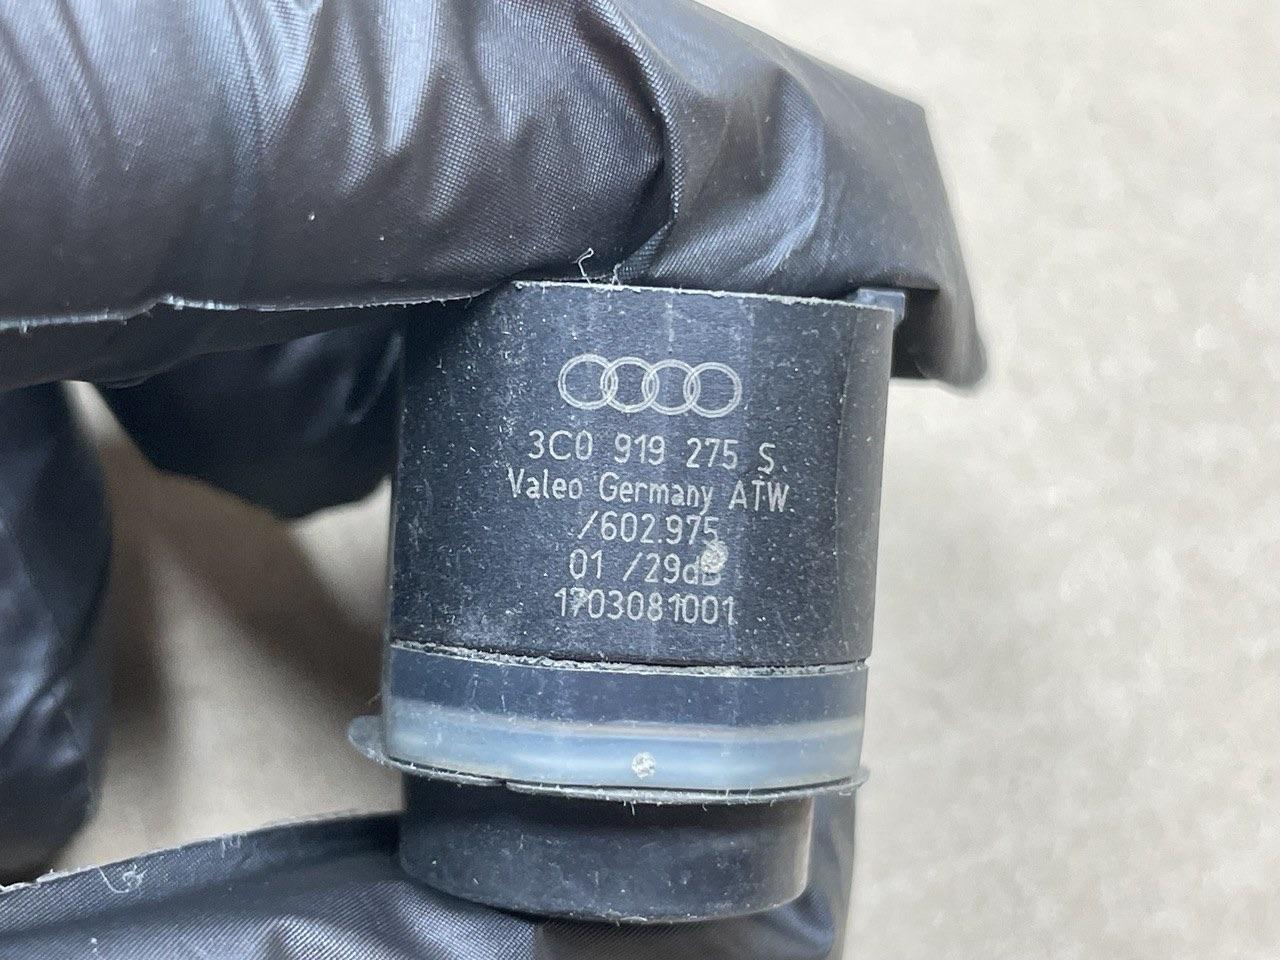 3C0 919 275 S
Valeo Germany ATW
/602.975
01 /29dB
1703081001